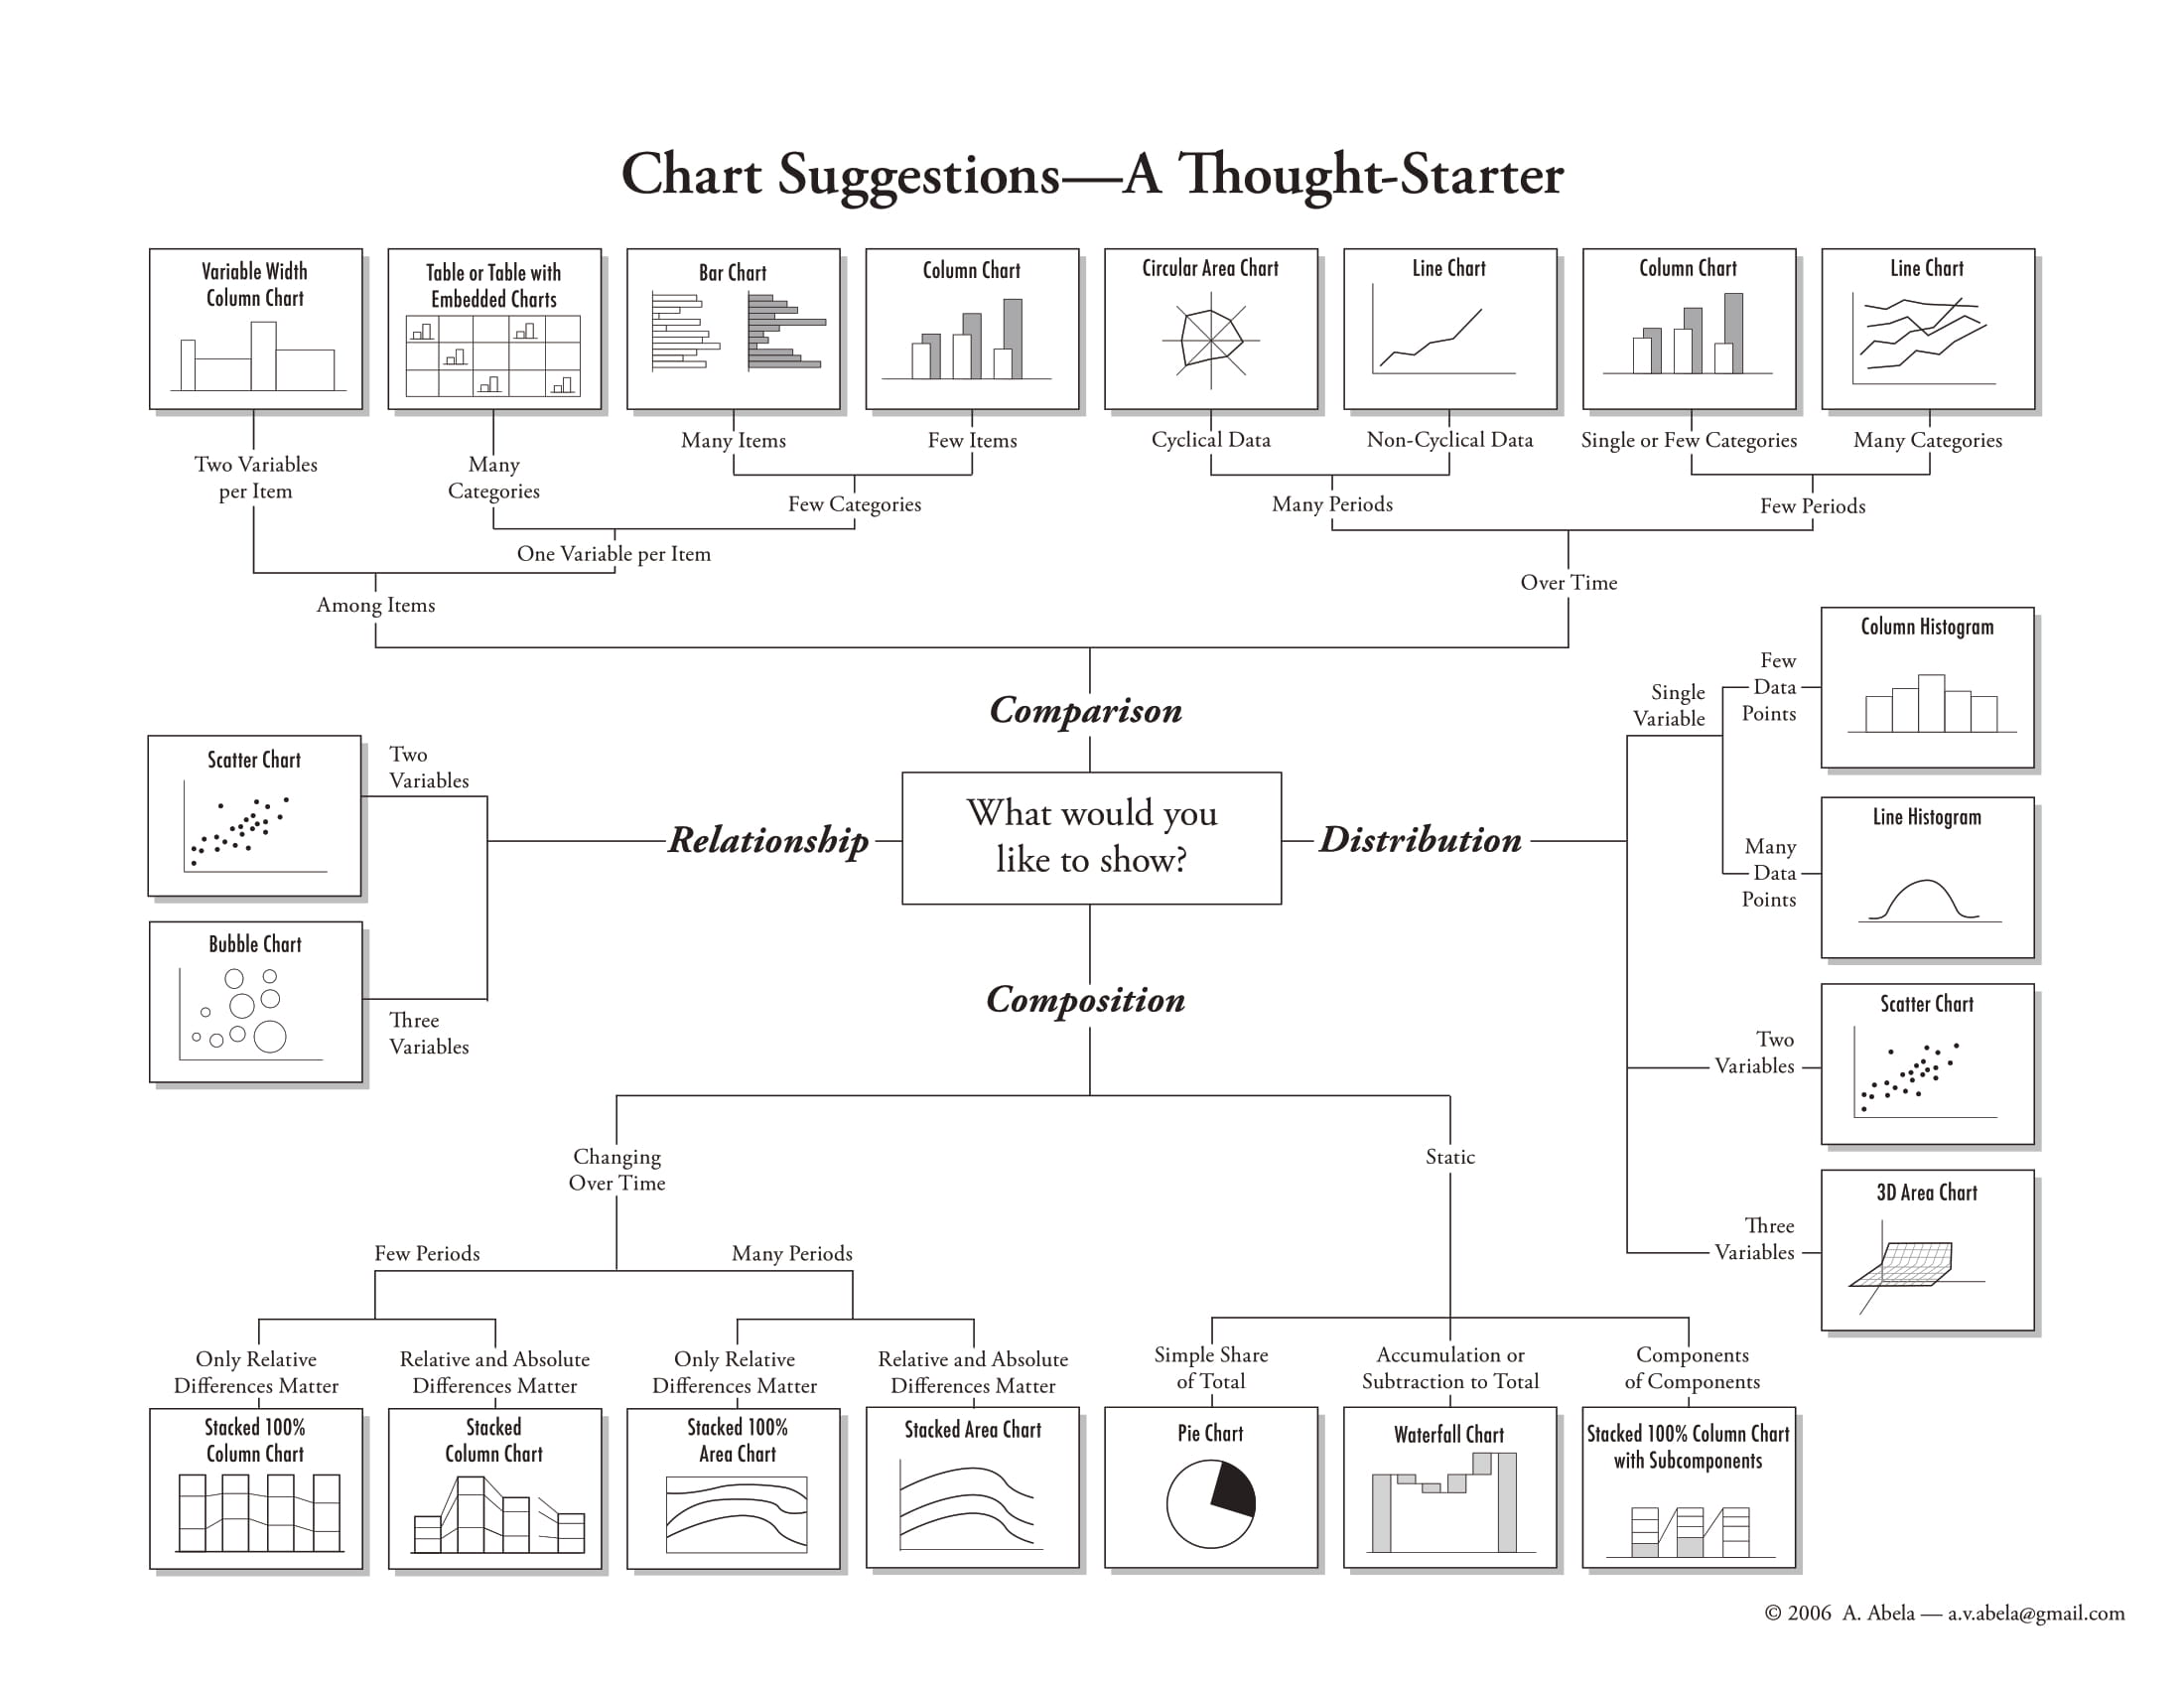 Chart Suggestions—A Thought-Starter
Variable Width
Column Chart
Table or Table with
Embedded Charts
Bar Chart
Column Chart
Circular Area Chart
Line Chart
Column Chart
Line Chart
Two Variables
per Item
Many
Categories
Many Items
Few Items
Cyclical Data
Non-Cyclical Data
Single or Few Categories
Many Categories
Few Categories
Many Periods
Few Periods
One Variable per Item
Among Items
Over Time
Comparison
What would you
like to show?
Relationship
Two
Variables
Scatter Chart
Three
Variables
Bubble Chart
Distribution
Single
Variable
Few
Data
Points
Column Histogram
Many
Data
Points
Line Histogram
Two
Variables
Scatter Chart
Three
Variables
3D Area Chart
Composition
Changing
Over Time
Static
Few Periods
Many Periods
Only Relative
Differences Matter
Relative and Absolute
Differences Matter
Only Relative
Differences Matter
Relative and Absolute
Differences Matter
Simple Share
of Total
Accumulation or
Subtraction to Total
Components
of Components
Stacked 100%
Column Chart
Stacked
Column Chart
Stacked 100%
Area Chart
Stacked Area Chart
Pie Chart
Waterfall Chart
Stacked 100% Column Chart
with Subcomponents
© 2006 A. Abela — a.v.abela@gmail.com